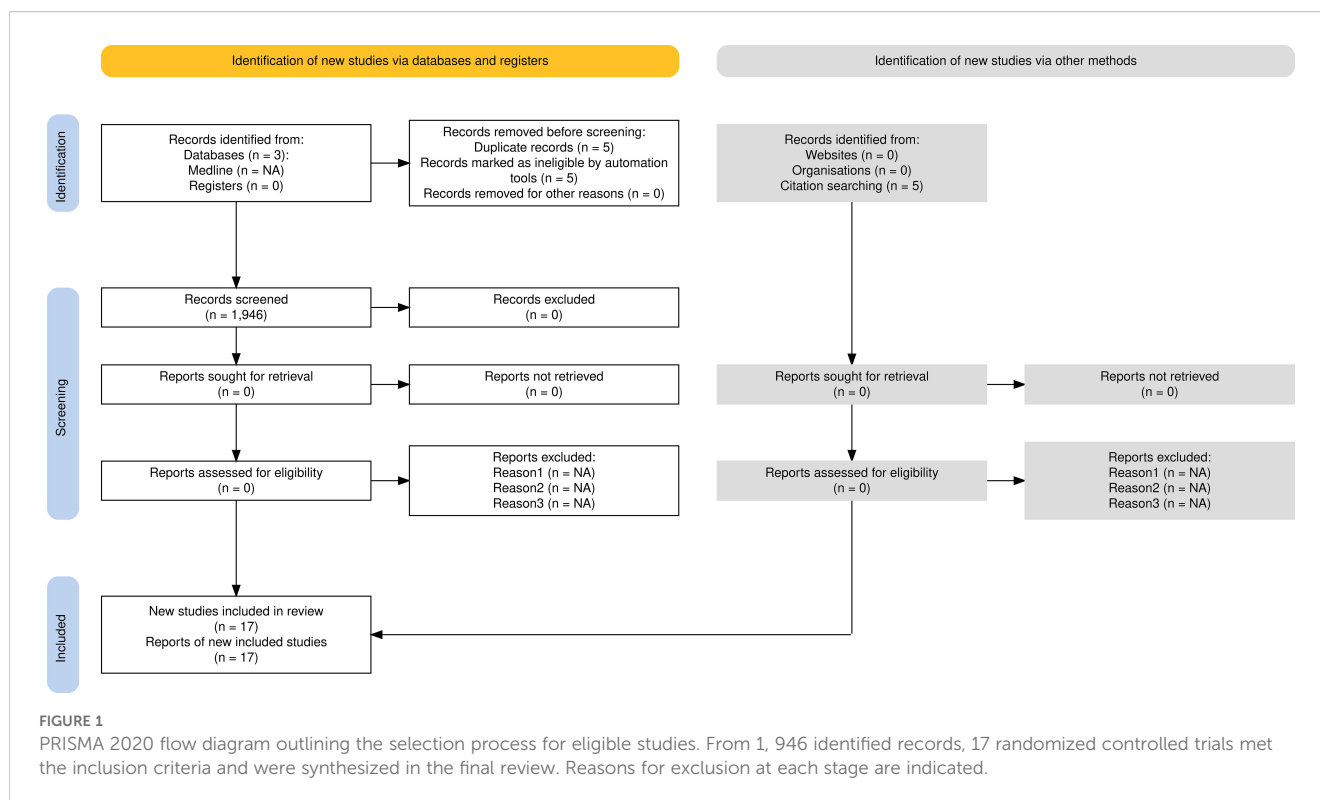 Identification of new studies via databases and registers
Identification of new studies via other methods
Identification
Records identified from:
Databases (n = 3):
Medline (n = NA)
Registers (n = 0)
Records removed before screening:
Duplicate records (n = 5)
Records marked as ineligible by automation
tools (n = 5)
Records removed for other reasons (n = 0)
Records identified from:
Websites (n = 0)
Organisations (n = 0)
Citation searching (n = 5)
Screening
Records screened
(n = 1,946)
Records excluded
(n = 0)
Reports sought for retrieval
(n = 0)
Reports not retrieved
(n = 0)
Reports sought for retrieval
(n = 0)
Reports not retrieved
(n = 0)
Reports assessed for eligibility
(n = 0)
Reports excluded:
Reason1 (n = NA)
Reason2 (n = NA)
Reason3 (n = NA)
Reports assessed for eligibility
(n = 0)
Reports excluded:
Reason1 (n = NA)
Reason2 (n = NA)
Reason3 (n = NA)
Included
New studies included in review
(n = 17)
Reports of new included studies
(n = 17)
FIGURE 1
PRISMA 2020 flow diagram outlining the selection process for eligible studies. From 1, 946 identified records, 17 randomized controlled trials met
the inclusion criteria and were synthesized in the final review. Reasons for exclusion at each stage are indicated.